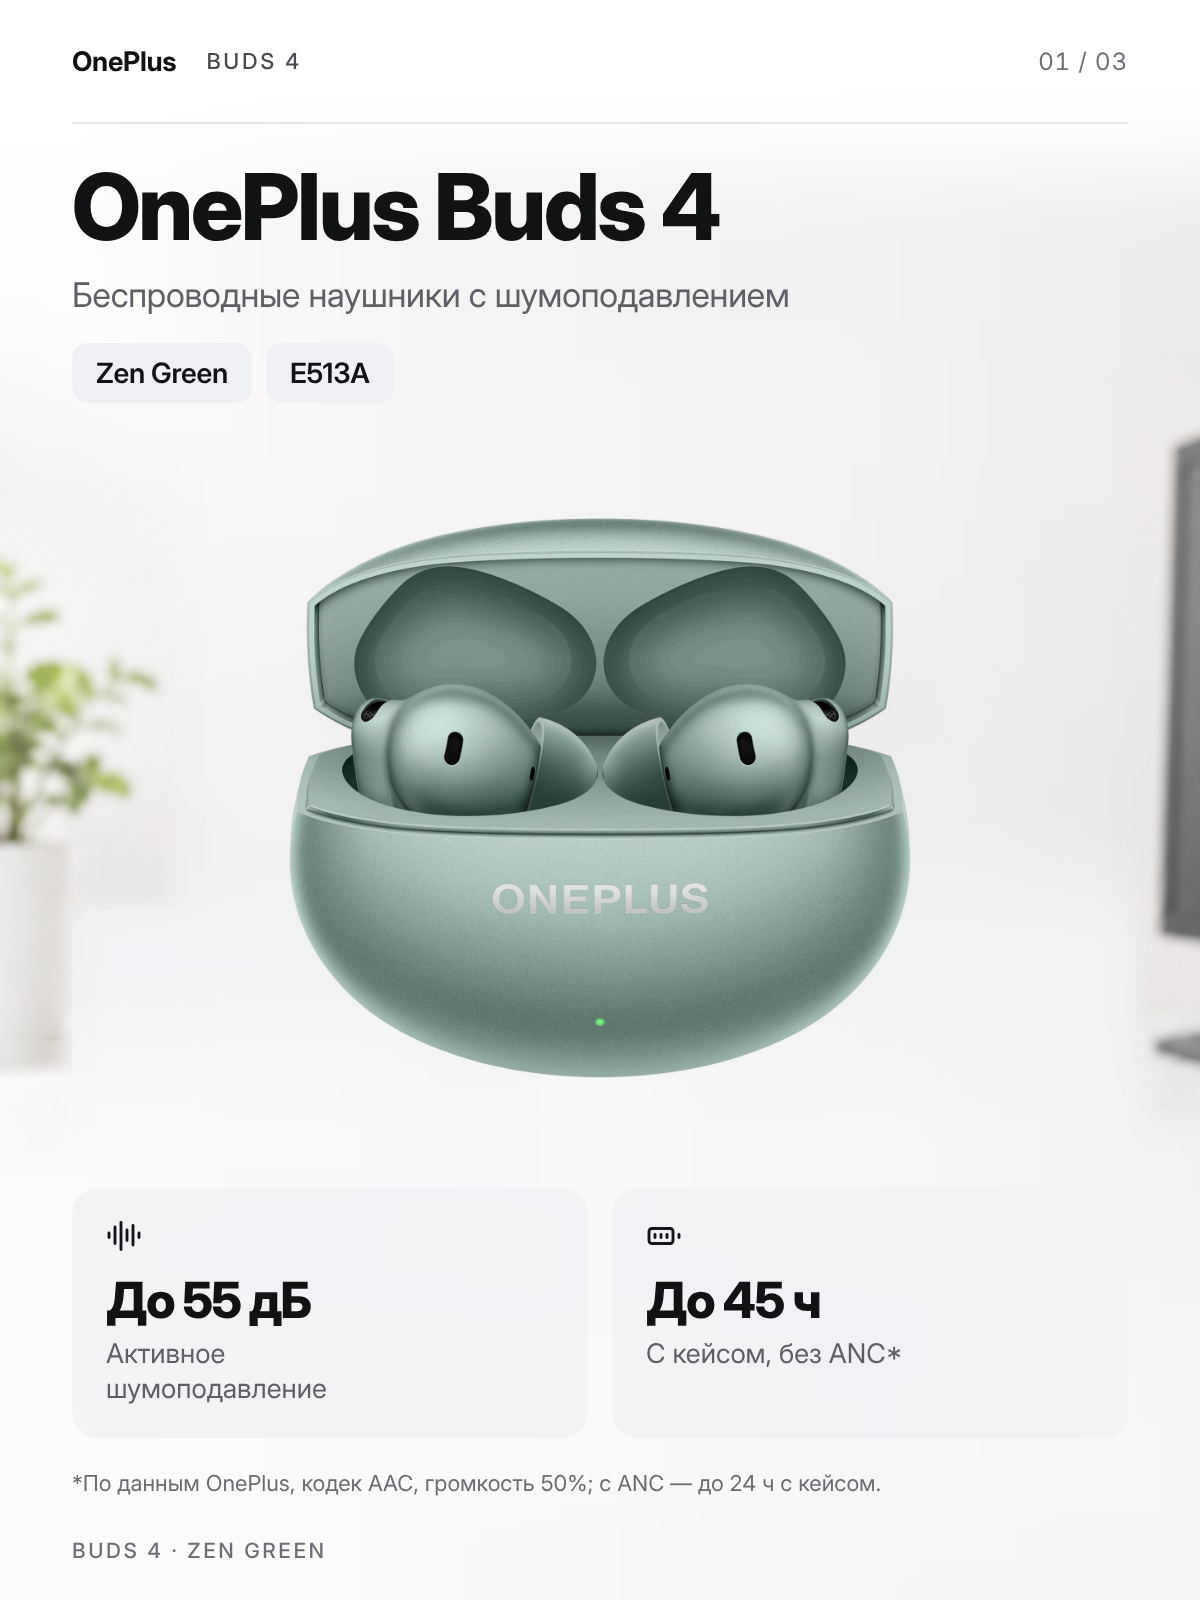 OnePlus BUDS 4 01 / 03
OnePlus Buds 4
Беспроводные наушники с шумоподавлением
Zen Green E513A
ONEPLUS
До 55 дБ
Активное
шумоподавление
До 45 ч
С кейсом, без ANC*
*По данным OnePlus, кодек AAC, громкость 50%; с ANC — до 24 ч с кейсом.
BUDS 4 · ZEN GREEN